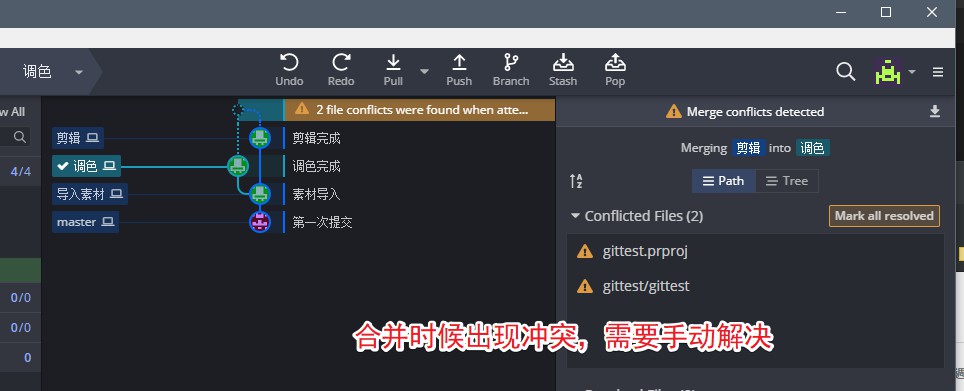 调色
Undo
Redo
Pull
Push
Branch
Stash
Pop
w All
4/4
0/0
0/0
0
2 file conflicts were found when atte...
剪辑
剪辑完成
调色
调色完成
导入素材
素材导入
master
第一次提交
Merge conflicts detected
Merging 剪辑 into 调色
Path
Tree
Conflicted Files (2)
Mark all resolved
gittest.prproj
gittest/gittest
合并时候出现冲突，需要手动解决